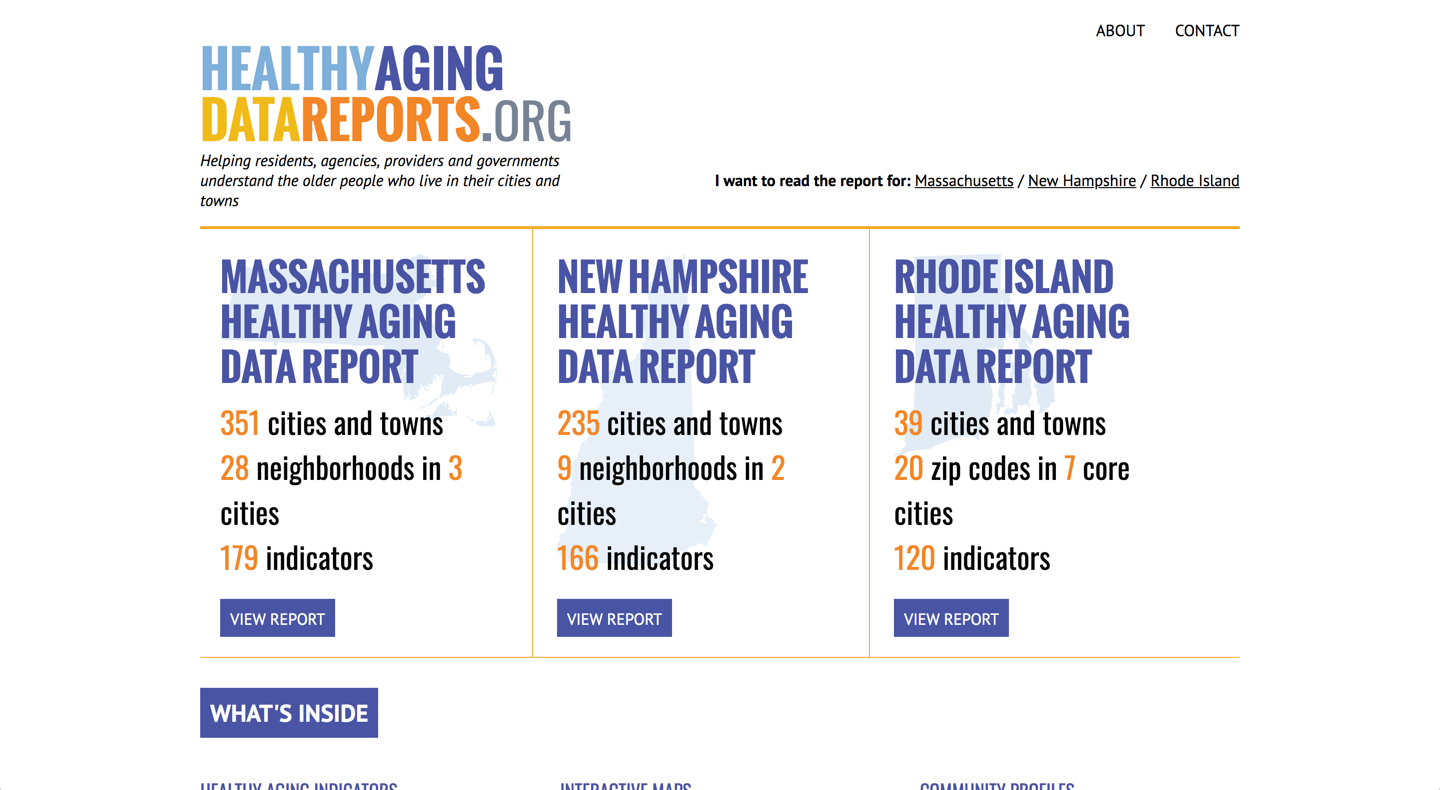 ABOUT CONTACT
HEALTHYAGING
DATAREPORTS.ORG
Helping residents, agencies, providers and governments
understand the older people who live in their cities and
towns
I want to read the report for: Massachusetts / New Hampshire / Rhode Island
MASSACHUSETTS
HEALTHY AGING
DATA REPORT
351 cities and towns
28 neighborhoods in 3
cities
179 indicators
VIEW REPORT
NEW HAMPSHIRE
HEALTHY AGING
DATA REPORT
235 cities and towns
9 neighborhoods in 2
cities
166 indicators
VIEW REPORT
RHODE ISLAND
HEALTHY AGING
DATA REPORT
39 cities and towns
20 zip codes in 7 core
cities
120 indicators
VIEW REPORT
WHAT'S INSIDE
HEALTHY AGING INDICATORS
INTERACTIVE MAPS
COMMUNITY PROFILES